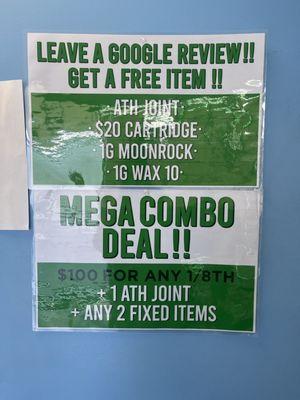 LEAVE A GOOGLE REVIEW!!
GET A FREE ITEM !!
· ATH JOINT ·
· $20 CARTRIDGE ·
· 1G MOONROCK ·
· 1G WAX 10 ·
MEGA COMBO
DEAL!!
$100 FOR ANY 1/8TH
+ 1 ATH JOINT
+ ANY 2 FIXED ITEMS